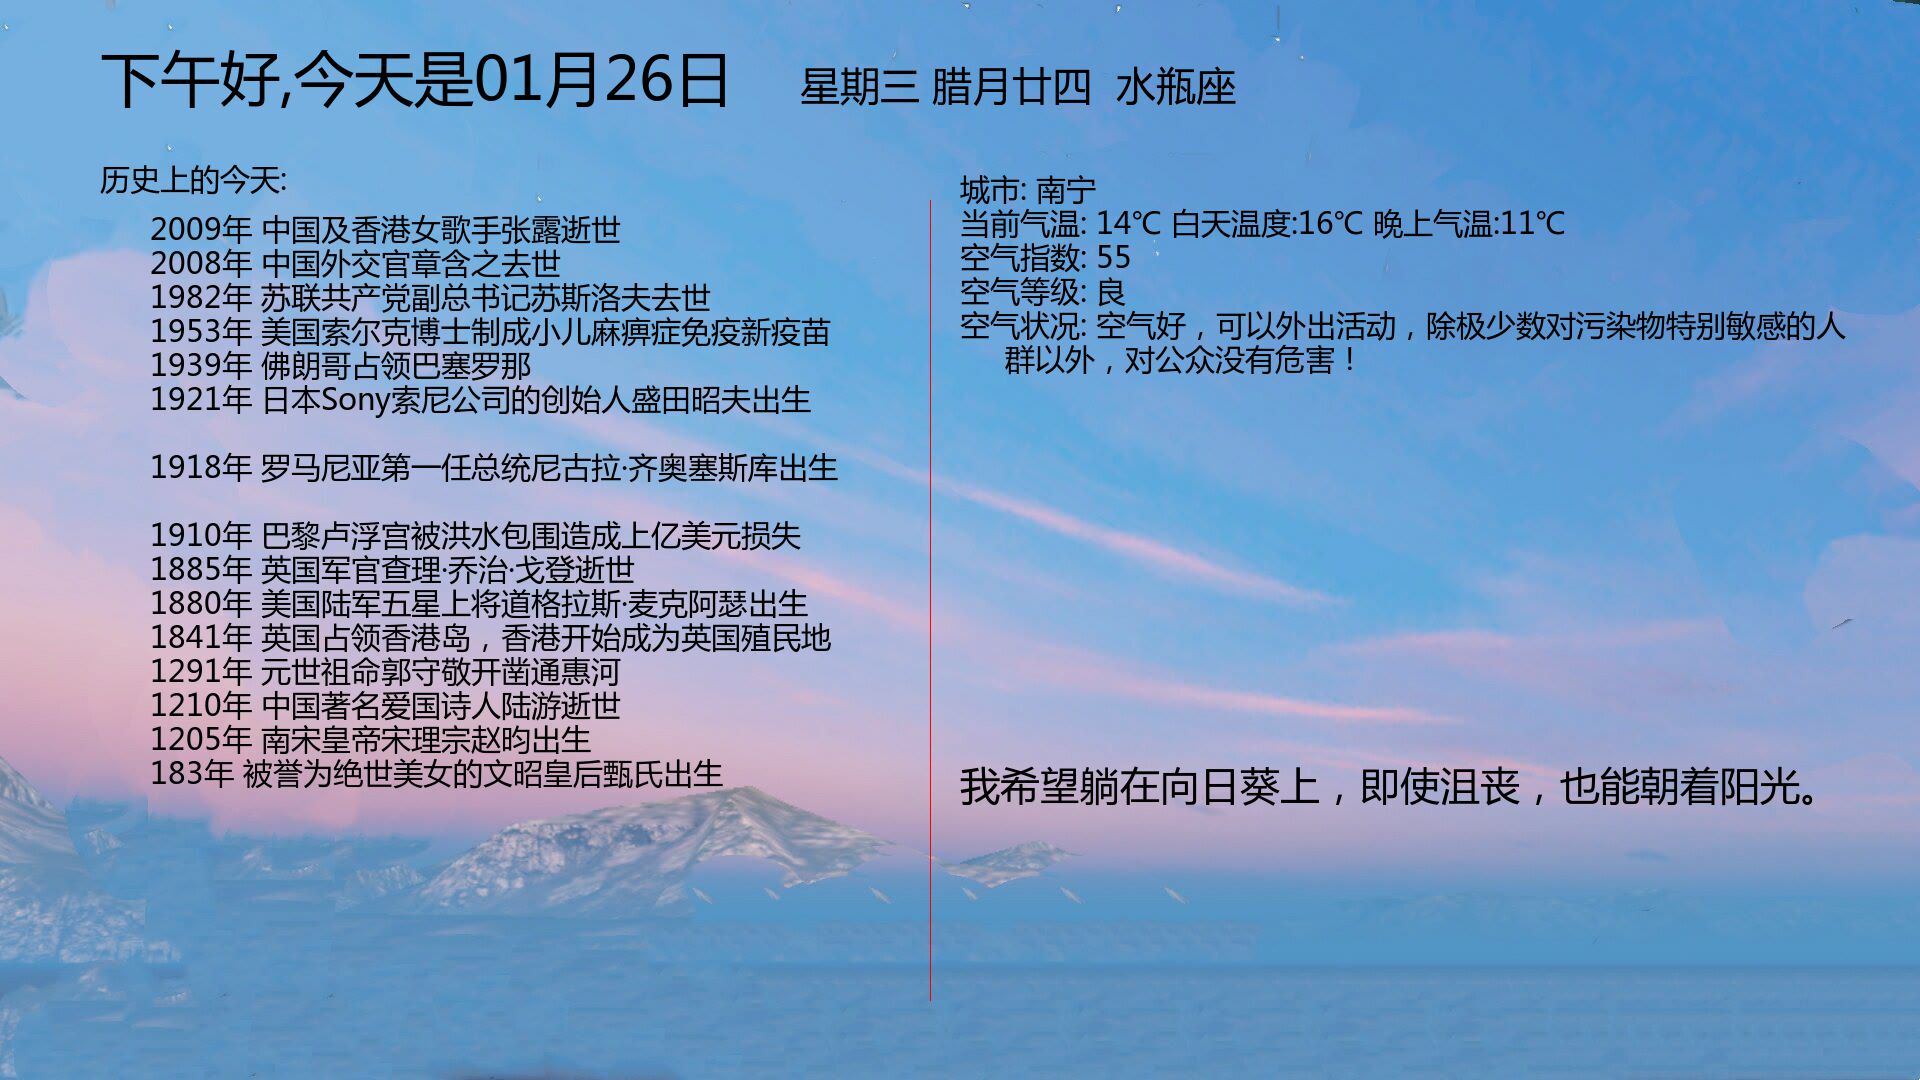 下午好,今天是01月26日 星期三 腊月廿四 水瓶座
历史上的今天:
2009年 中国及香港女歌手张露逝世
2008年 中国外交官章含之去世
1982年 苏联共产党副总书记苏斯洛夫去世
1953年 美国索尔克博士制成小儿麻痹症免疫新疫苗
1939年 佛朗哥占领巴塞罗那
1921年 日本Sony索尼公司的创始人盛田昭夫出生
1918年 罗马尼亚第一任总统尼古拉·齐奥塞斯库出生
1910年 巴黎卢浮宫被洪水包围造成上亿美元损失
1885年 英国军官查理·乔治·戈登逝世
1880年 美国陆军五星上将道格拉斯·麦克阿瑟出生
1841年 英国占领香港岛，香港开始成为英国殖民地
1291年 元世祖命郭守敬开凿通惠河
1210年 中国著名爱国诗人陆游逝世
1205年 南宋皇帝宋理宗赵昀出生
183年 被誉为绝世美女的文昭皇后甄氏出生
城市: 南宁
当前气温: 14℃ 白天温度:16℃ 晚上气温:11℃
空气指数: 55
空气等级: 良
空气状况: 空气好，可以外出活动，除极少数对污染物特别敏感的人
群以外，对公众没有危害！
我希望躺在向日葵上，即使沮丧，也能朝着阳光。